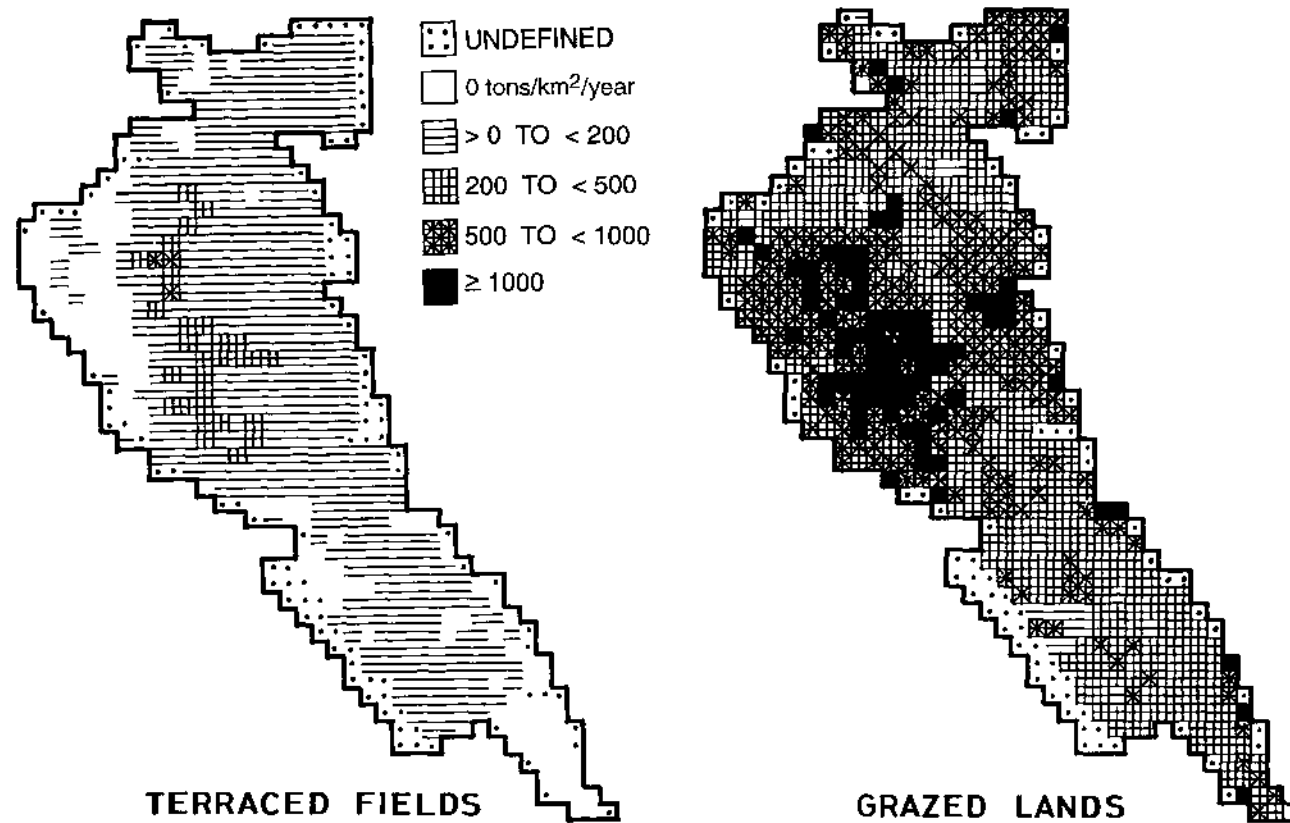 UNDEFINED
0 tons/km²/year
> 0 TO < 200
200 TO < 500
500 TO < 1000
≥ 1000
TERRACED FIELDS
GRAZED LANDS